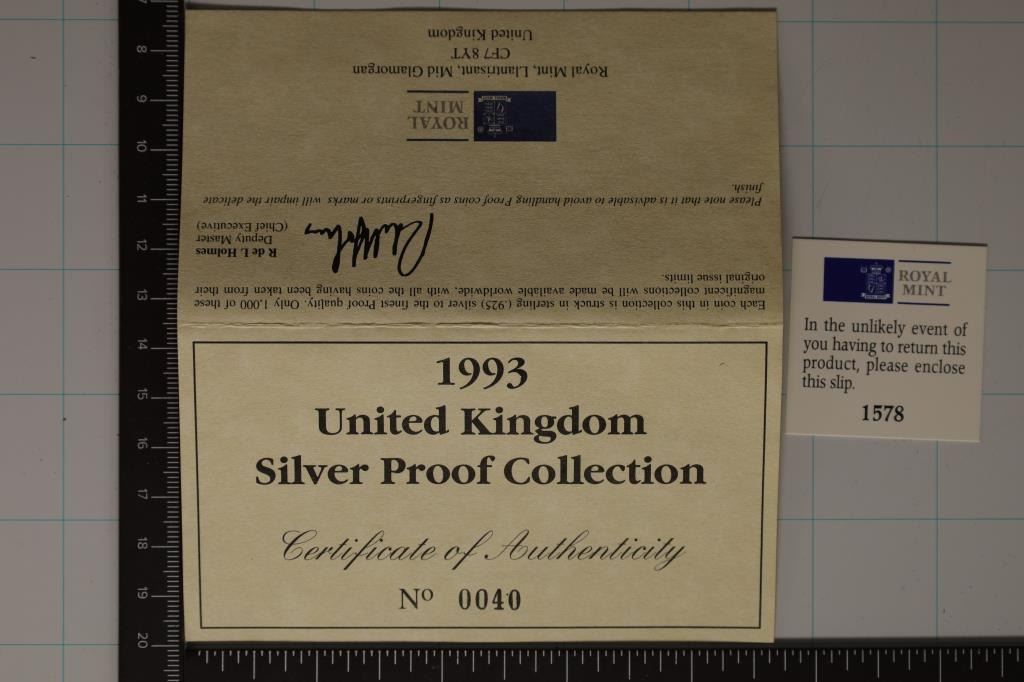 1993
United Kingdom
Silver Proof Collection
Certificate of Authenticity
No 0040
Each coin in this collection is struck in sterling (.925) silver to the finest Proof quality. Only 1,000 of these
magnificent collections will be made available worldwide, with all the coins having been taken from their
original issue limits.
R de L Holmes
Deputy Master
(Chief Executive)
Please note that it is advisable to avoid handling Proof coins as fingerprints or marks will impair the delicate
finish.
ROYAL
MINT
Royal Mint, Llantrisant, Mid Glamorgan
CF7 8YT
United Kingdom
ROYAL
MINT
In the unlikely event of
you having to return this
product, please enclose
this slip.
1578
7
8
9
10
11
12
13
14
15
16
17
18
19
20